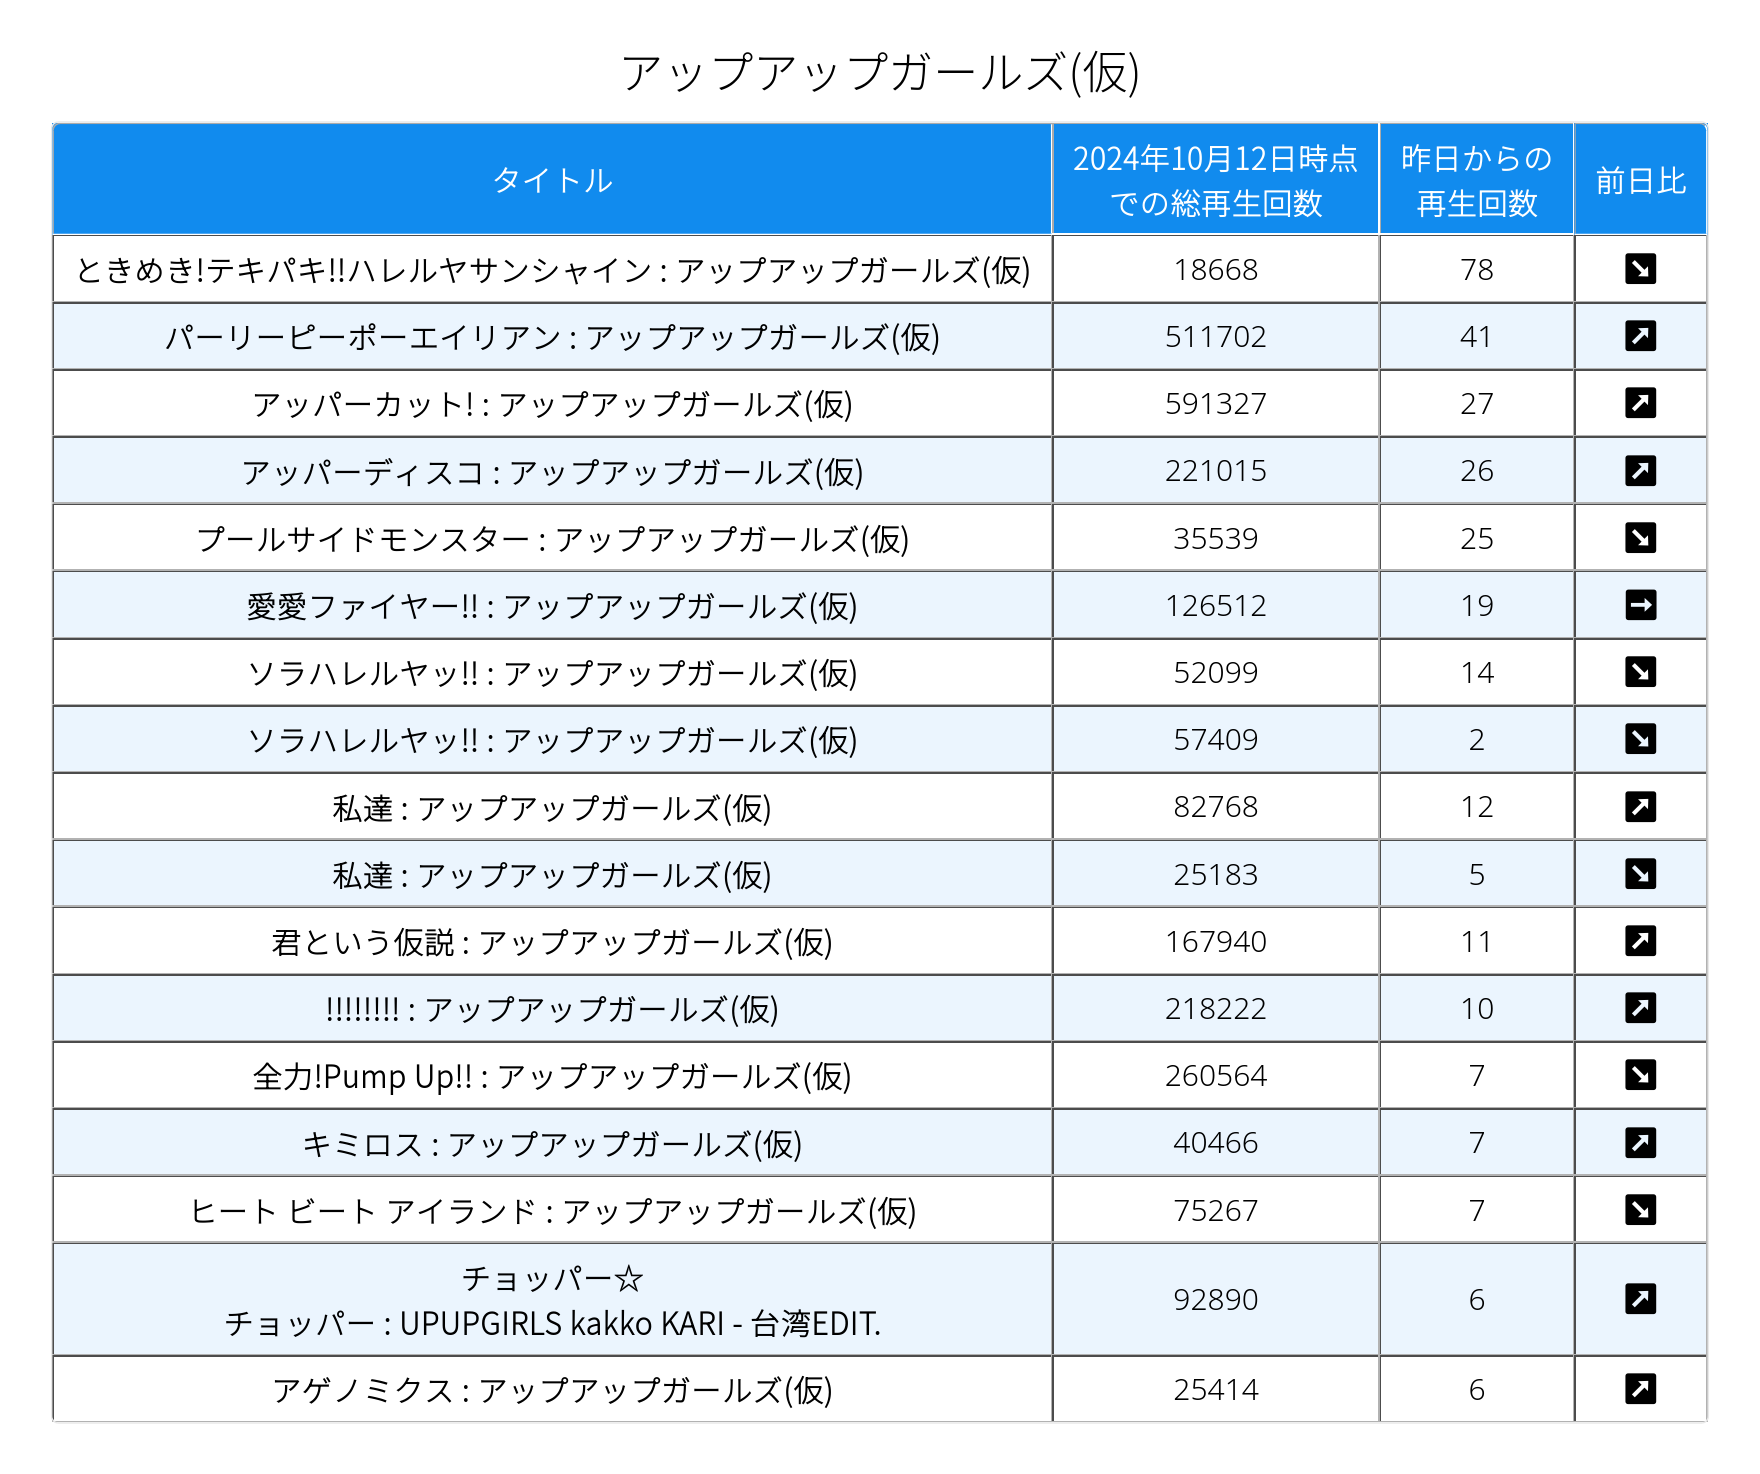 アップアップガールズ(仮)
タイトル 2024年10月12日時点での総再生回数 昨日からの再生回数 前日比
ときめき!テキパキ!!ハレルヤサンシャイン : アップアップガールズ(仮) 18668 78 ↘
パーリーピーポーエイリアン : アップアップガールズ(仮) 511702 41 ↗
アッパーカット! : アップアップガールズ(仮) 591327 27 ↗
アッパーディスコ : アップアップガールズ(仮) 221015 26 ↗
プールサイドモンスター : アップアップガールズ(仮) 35539 25 ↘
愛愛ファイヤー!! : アップアップガールズ(仮) 126512 19 →
ソラハレルヤッ!! : アップアップガールズ(仮) 52099 14 ↘
ソラハレルヤッ!! : アップアップガールズ(仮) 57409 2 ↘
私達 : アップアップガールズ(仮) 82768 12 ↗
私達 : アップアップガールズ(仮) 25183 5 ↘
君という仮説 : アップアップガールズ(仮) 167940 11 ↗
!!!!!!!! : アップアップガールズ(仮) 218222 10 ↗
全力!Pump Up!! : アップアップガールズ(仮) 260564 7 ↘
キミロス : アップアップガールズ(仮) 40466 7 ↗
ヒート ビート アイランド : アップアップガールズ(仮) 75267 7 ↘
チョッパー☆
チョッパー : UPUPGIRLS kakko KARI - 台湾EDIT. 92890 6 ↗
アゲノミクス : アップアップガールズ(仮) 25414 6 ↗